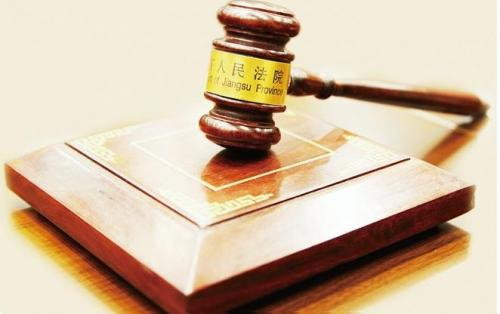 人民法院
of Jiangsu Province